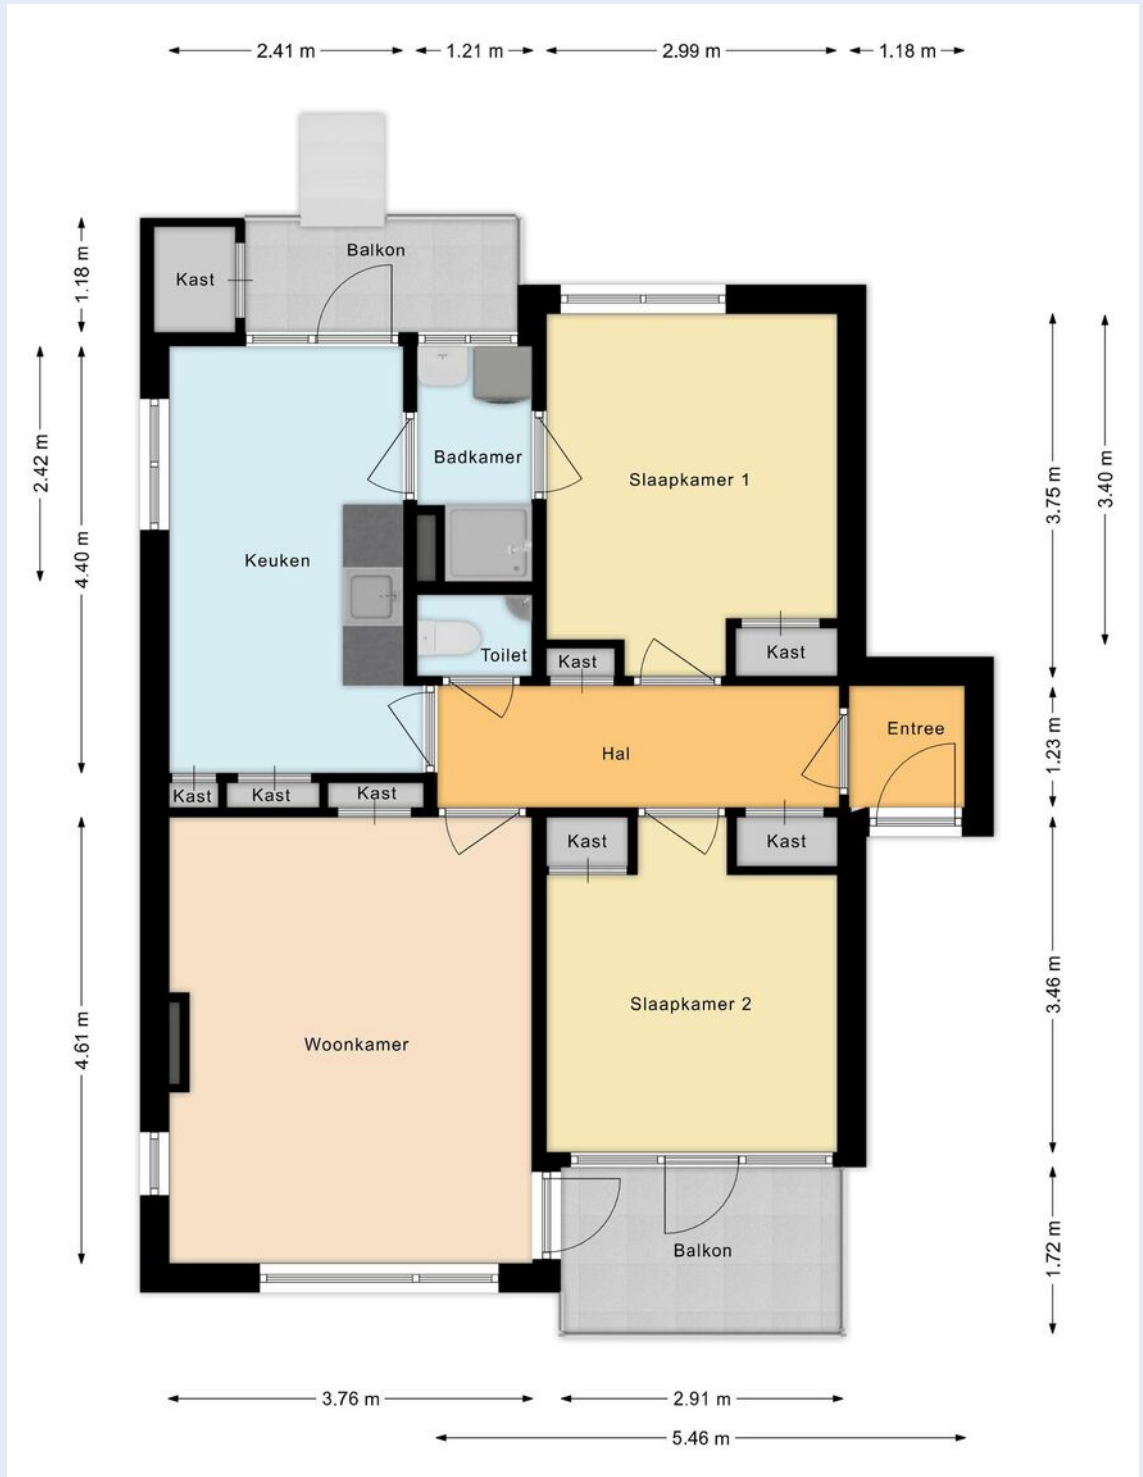 2.41 m
1.21 m
2.99 m
1.18 m
Balkon
Kast
1.18 m
2.42 m
4.40 m
Badkamer
Slaapkamer 1
3.75 m
3.40 m
Keuken
Toilet
Kast
Kast
Entree
Hal
1.23 m
Kast
Kast
Kast
Kast
Kast
4.61 m
Woonkamer
Slaapkamer 2
3.46 m
Balkon
1.72 m
3.76 m
2.91 m
5.46 m